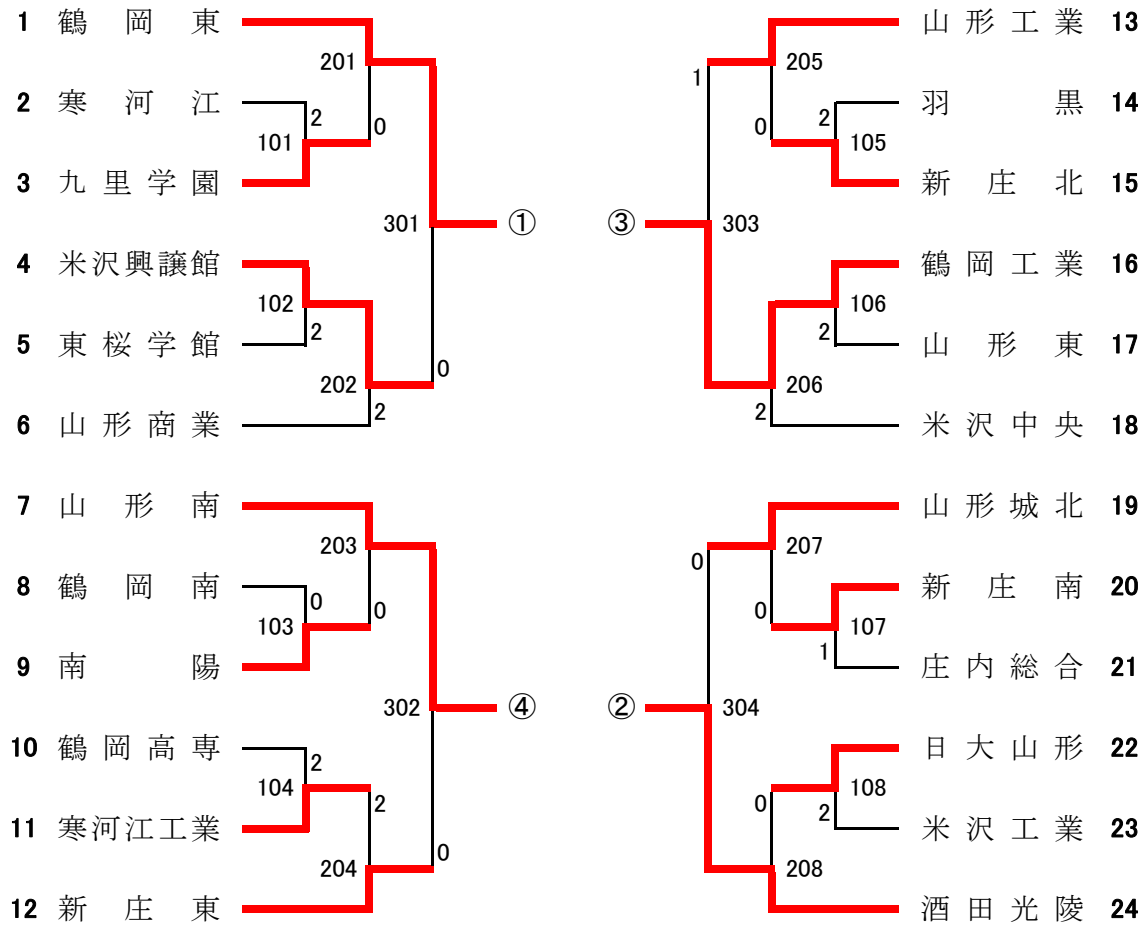 1 鶴岡東
201
2 寒河江
2
0
101
3 九里学園
301
①
4 米沢興譲館
102
2
5 東桜学館
202
0
2
6 山形商業
7 山形南
203
8 鶴岡南
0
0
103
9 南陽
302
④
10 鶴岡高専
2
104
2
11 寒河江工業
204
0
12 新庄東
山形工業 13
1
205
羽黒 14
2
0
105
新庄北 15
③
303
鶴岡工業 16
106
2
山形東 17
206
2
米沢中央 18
山形城北 19
0
207
新庄南 20
0
107
1
庄内総合 21
②
304
日大山形 22
0
108
2
米沢工業 23
208
酒田光陵 24